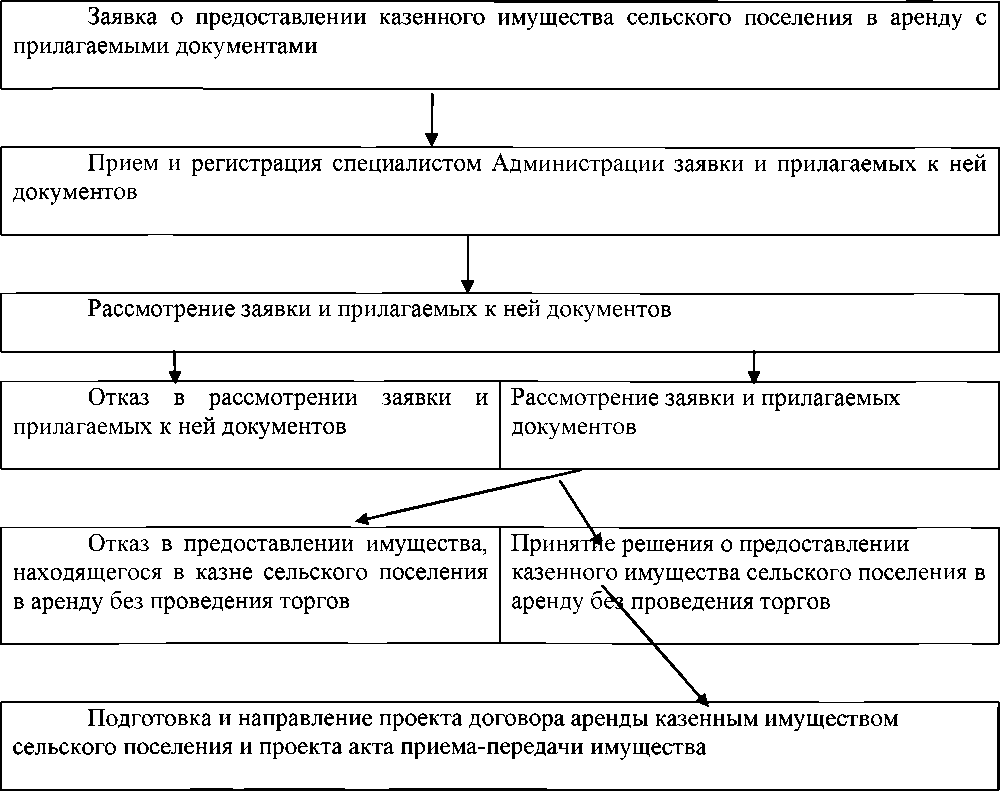 Заявка о предоставлении казенного имущества сельского поселения в аренду с
прилагаемыми документами
Прием и регистрация специалистом Администрации заявки и прилагаемых к ней
документов
Рассмотрение заявки и прилагаемых к ней документов
Отказ в рассмотрении заявки и
прилагаемых к ней документов
Рассмотрение заявки и прилагаемых
документов
Отказ в предоставлении имущества,
находящегося в казне сельского поселения
в аренду без проведения торгов
Принятие решения о предоставлении
казенного имущества сельского поселения в
аренду без проведения торгов
Подготовка и направление проекта договора аренды казенным имуществом
сельского поселения и проекта акта приема-передачи имущества